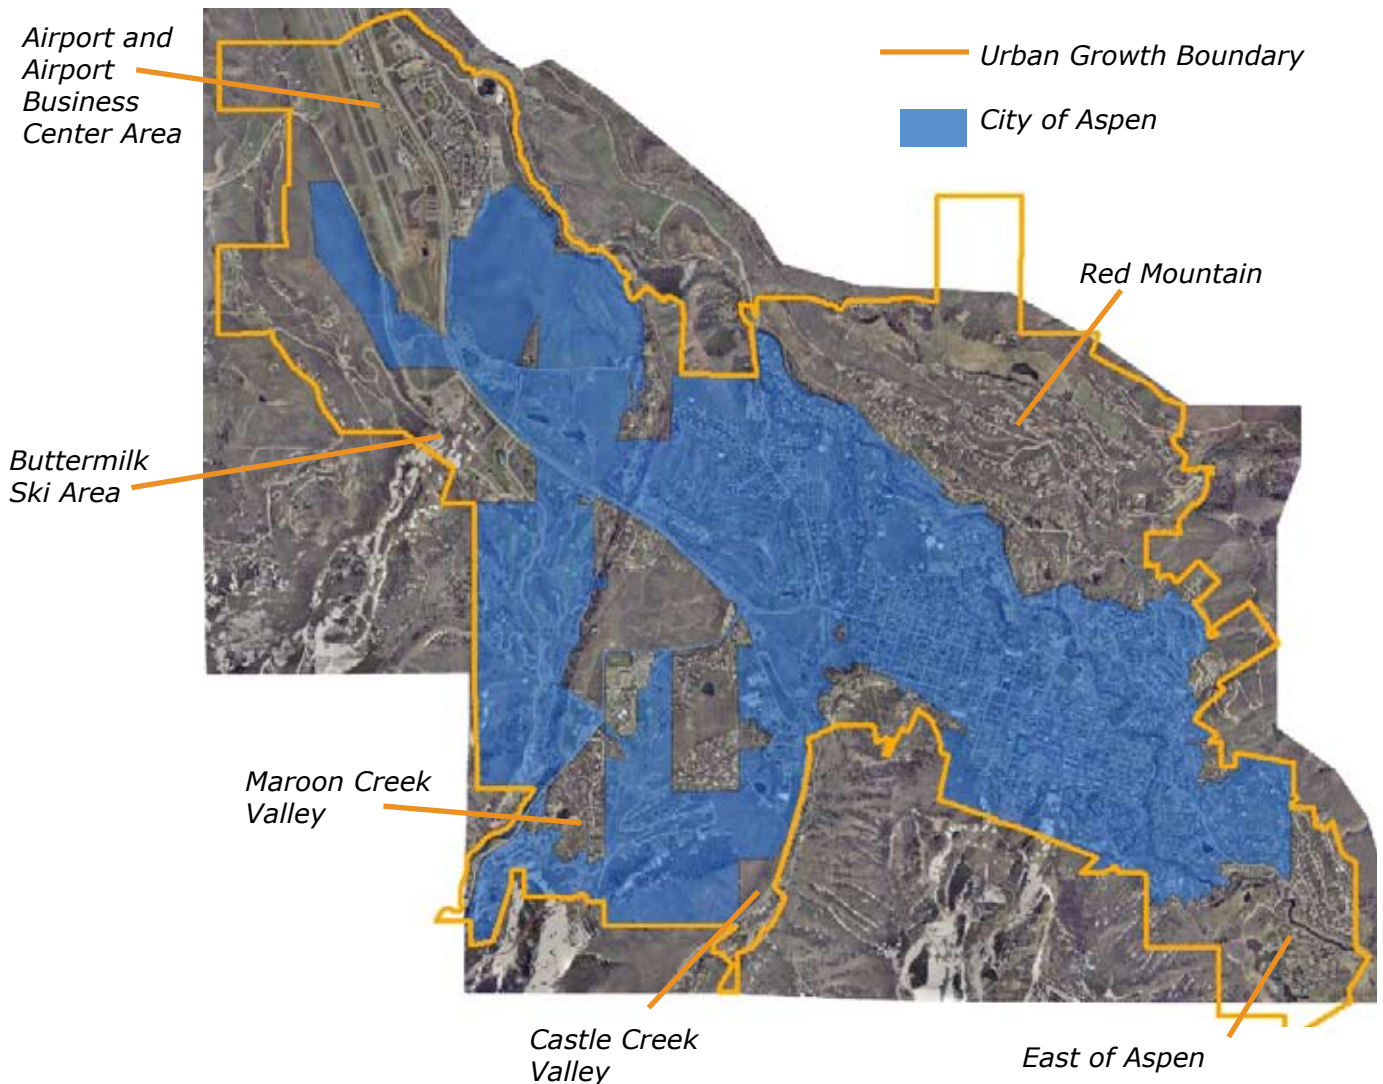 Airport and
Airport
Business
Center Area
Urban Growth Boundary
City of Aspen
Red Mountain
Buttermilk
Ski Area
Maroon Creek
Valley
Castle Creek
Valley
East of Aspen